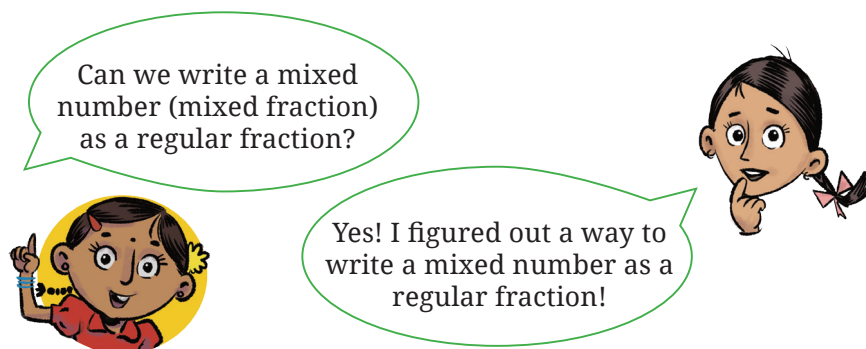 Can we write a mixed
number (mixed fraction)
as a regular fraction?
Yes! I figured out a way to
write a mixed number as a
regular fraction!